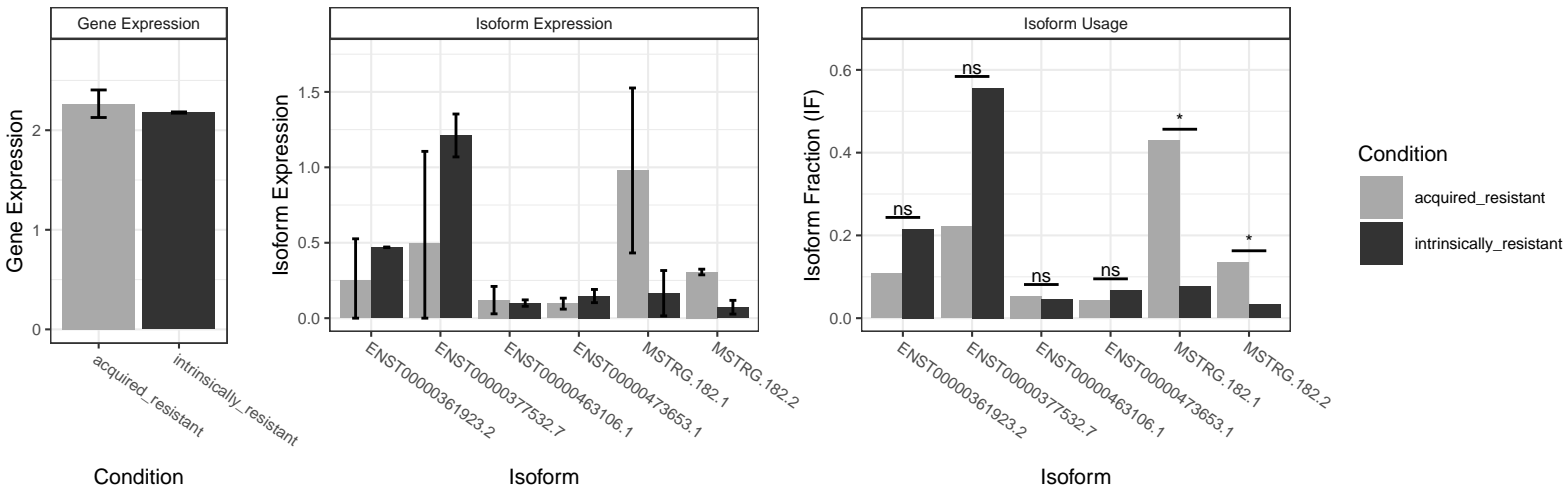 Gene Expression
Gene Expression
2
1
0
acquired_resistant
intrinsically_resistant
Condition
Isoform Expression
Isoform Expression
1.5
1.0
0.5
0.0
ENST00000361923.2
ENST00000377532.7
ENST00000463106.1
ENST00000473653.1
MSTRG.182.1
MSTRG.182.2
Isoform
Isoform Usage
Isoform Fraction (IF)
0.6
0.4
0.2
0.0
ns
ns
ns
ns
*
*
ENST00000361923.2
ENST00000377532.7
ENST00000463106.1
ENST00000473653.1
MSTRG.182.1
MSTRG.182.2
Isoform
Condition
acquired_resistant
intrinsically_resistant